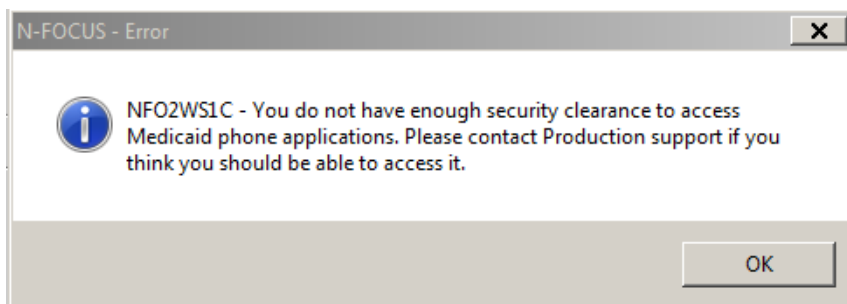 N-FOCUS - Error
NFO2WS1C - You do not have enough security clearance to access
Medicaid phone applications. Please contact Production support if you
think you should be able to access it.
OK